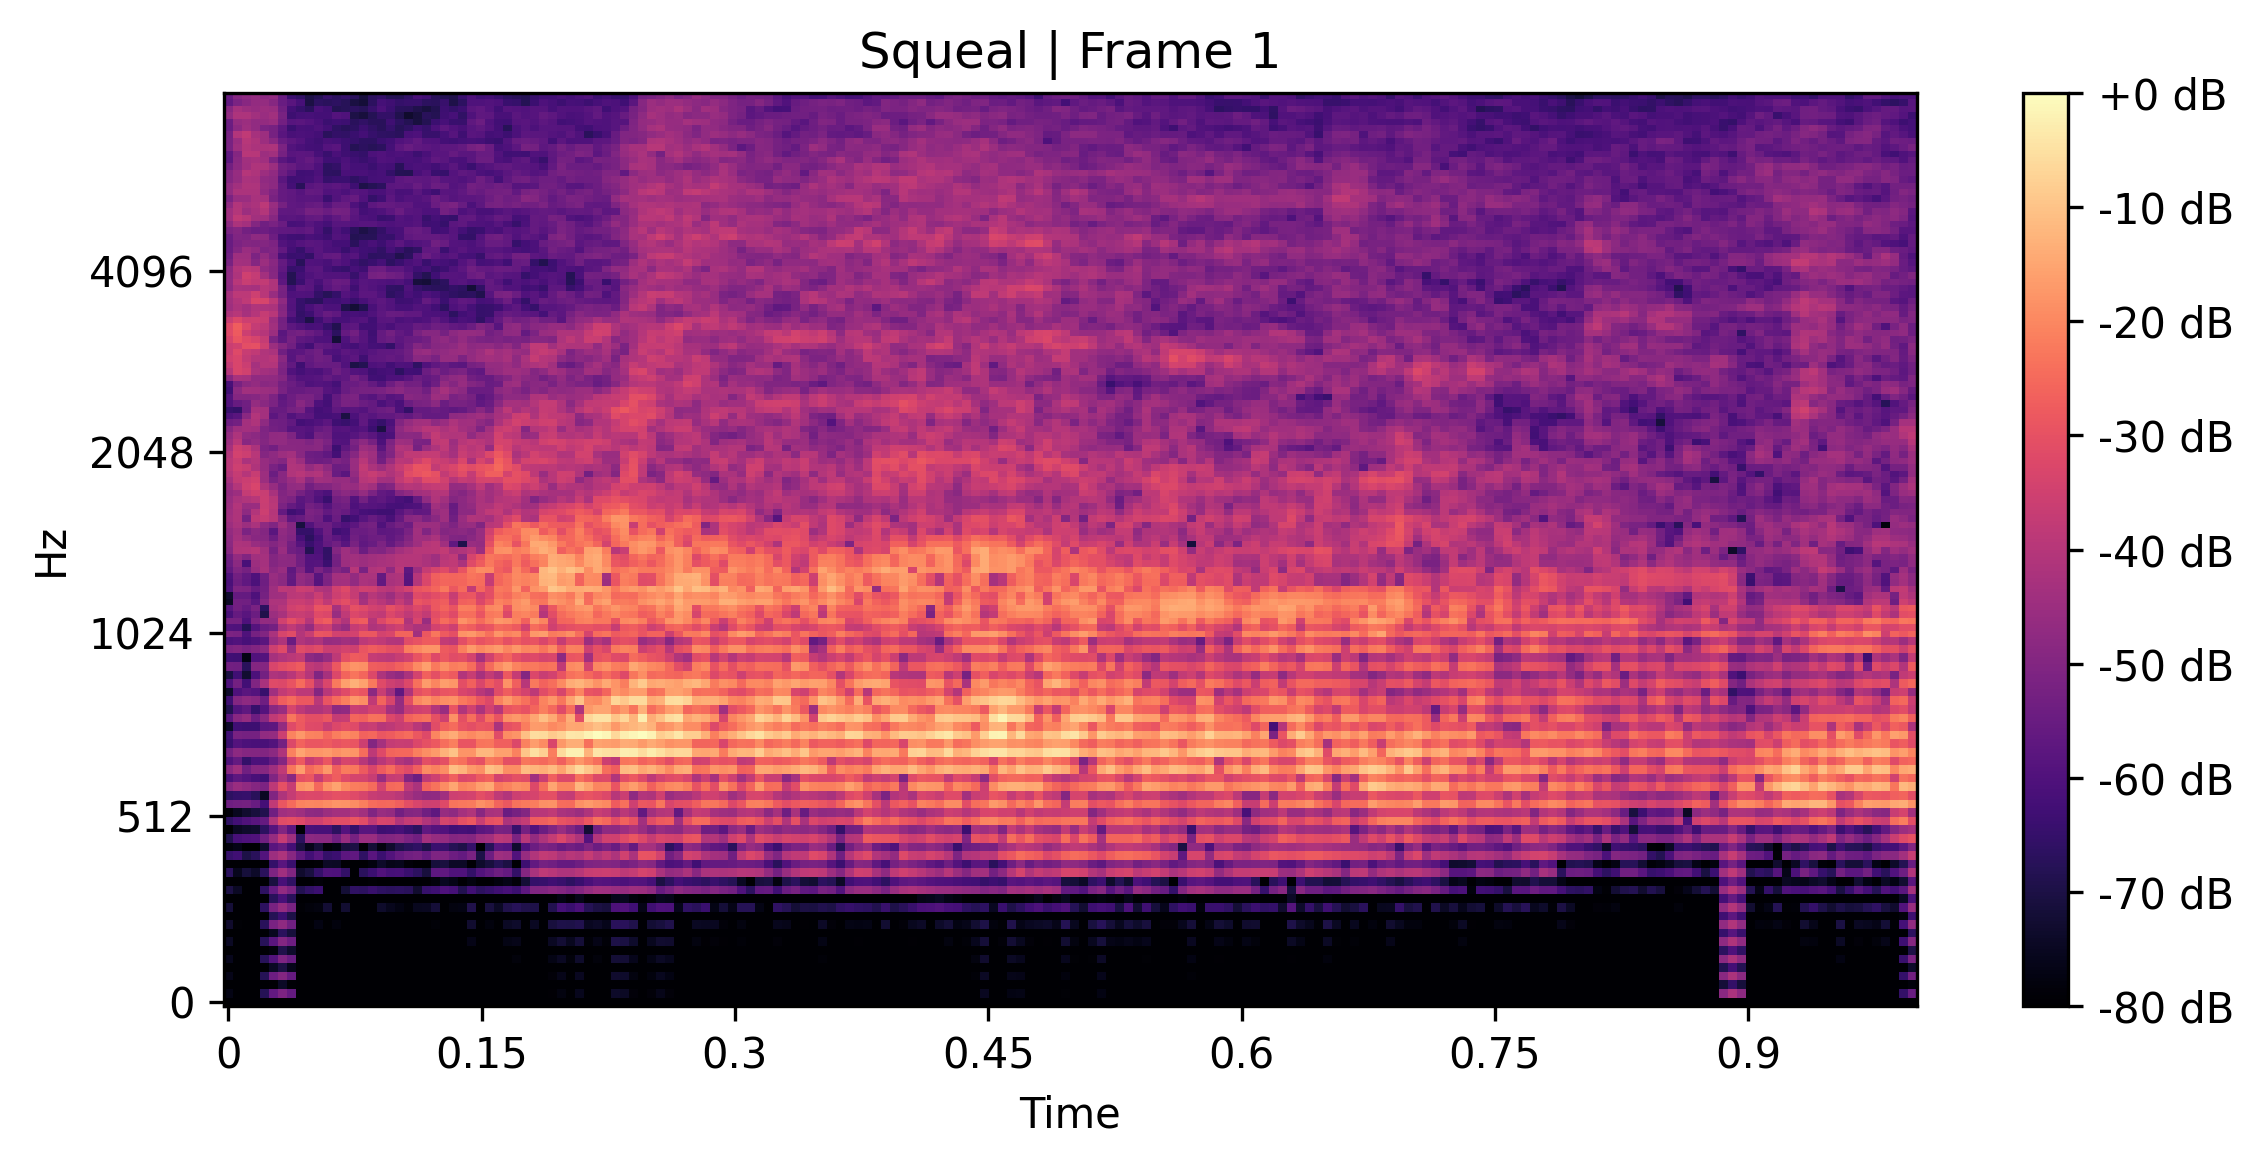 Squeal | Frame 1
+0 dB
-10 dB
-20 dB
-30 dB
-40 dB
-50 dB
-60 dB
-70 dB
-80 dB
4096
2048
1024
512
0
Hz
0 0.15 0.3 0.45 0.6 0.75 0.9
Time